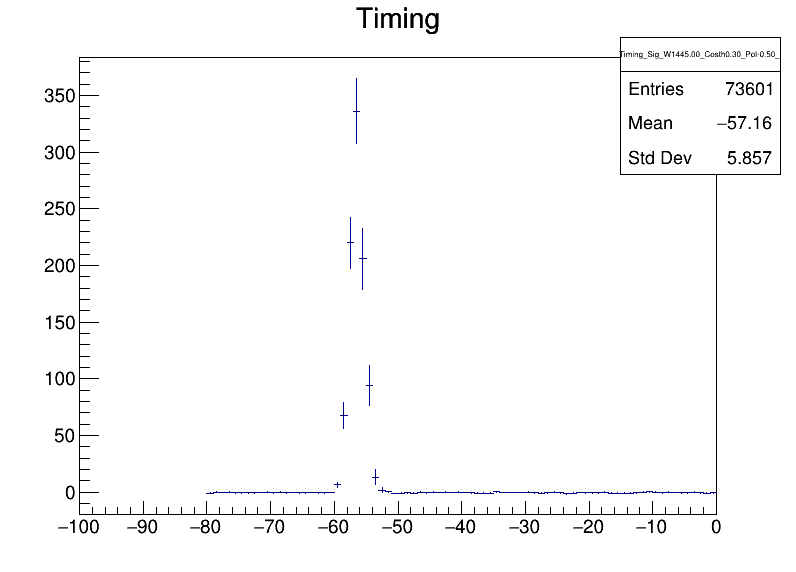 Timing
Timing_Sig_W1445.00_Costh0.30_Pol-0.50_
Entries 73601
Mean −57.16
Std Dev 5.857
350
300
250
200
150
100
50
0
−100 −90 −80 −70 −60 −50 −40 −30 −20 −10 0